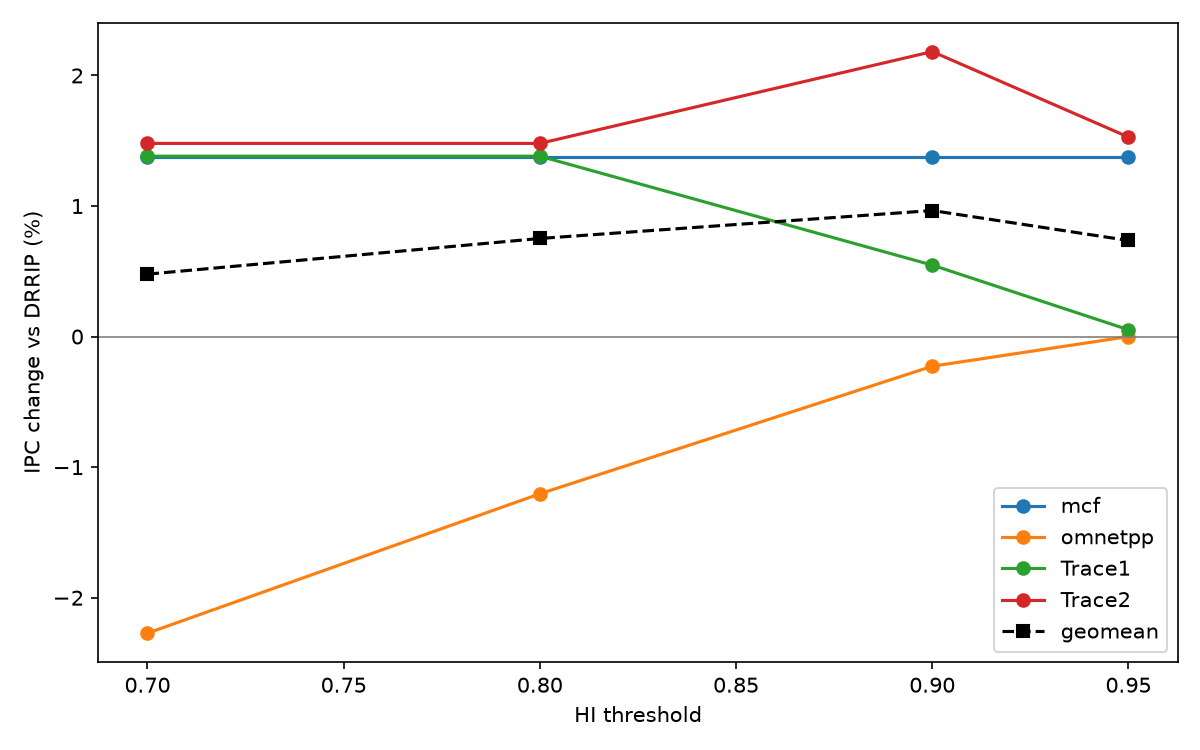 IPC change vs DRRIP (%)
2
1
0
−1
−2
0.70 0.75 0.80 0.85 0.90 0.95
HI threshold
mcf
omnetpp
Trace1
Trace2
geomean